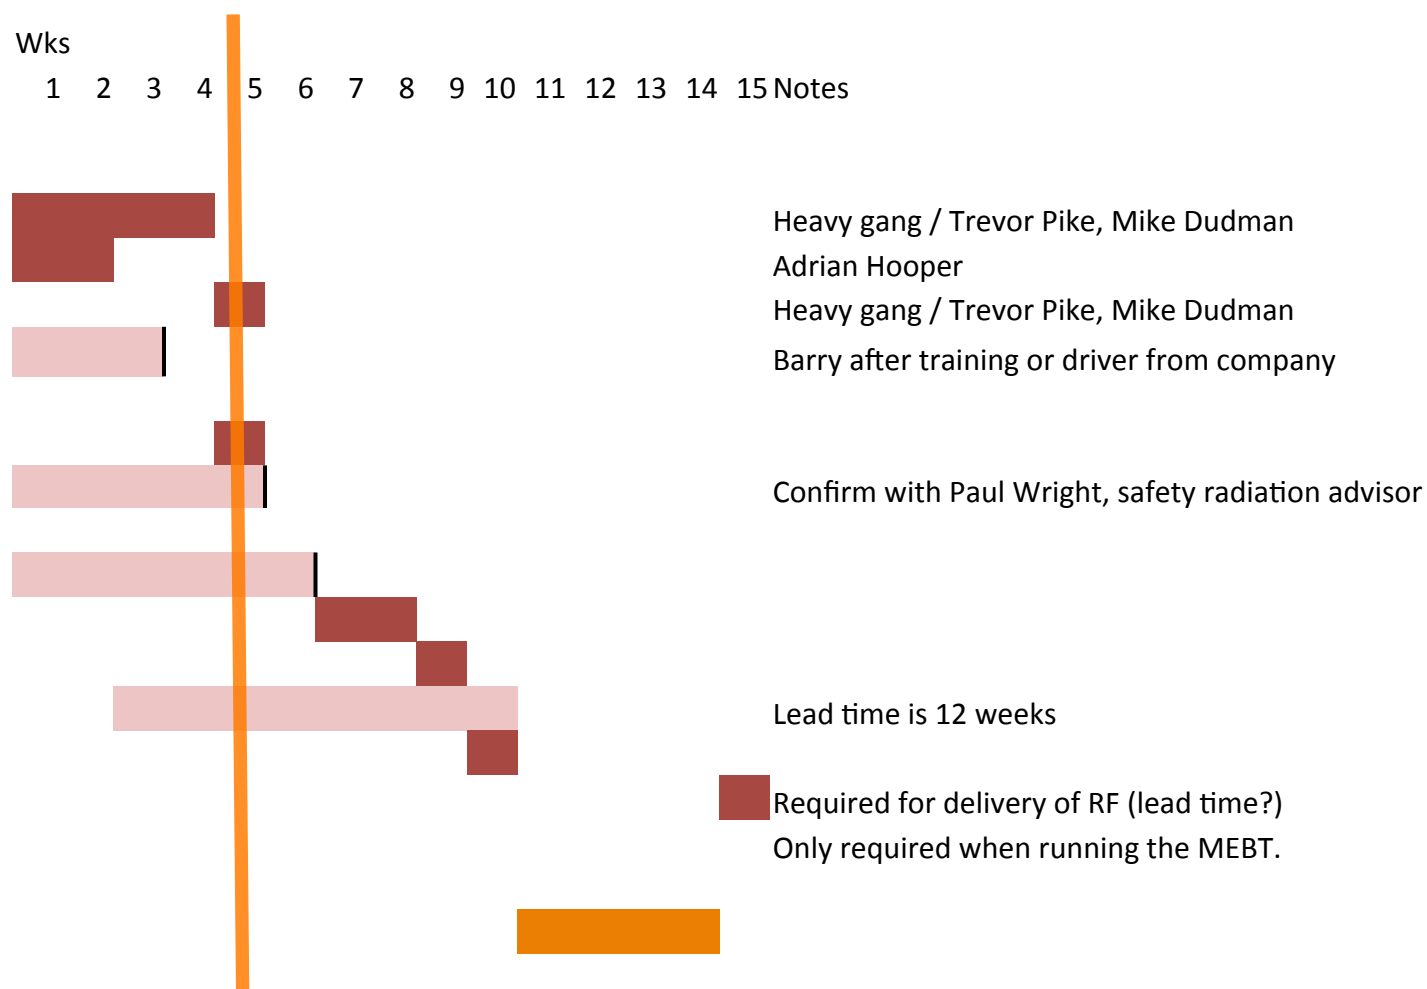 Wks
1 2 3 4 5 6 7 8 9 10 11 12 13 14 15 Notes
Heavy gang / Trevor Pike, Mike Dudman
Adrian Hooper
Heavy gang / Trevor Pike, Mike Dudman
Barry after training or driver from company
Confirm with Paul Wright, safety radiation advisor
Lead time is 12 weeks
Required for delivery of RF (lead time?)
Only required when running the MEBT.